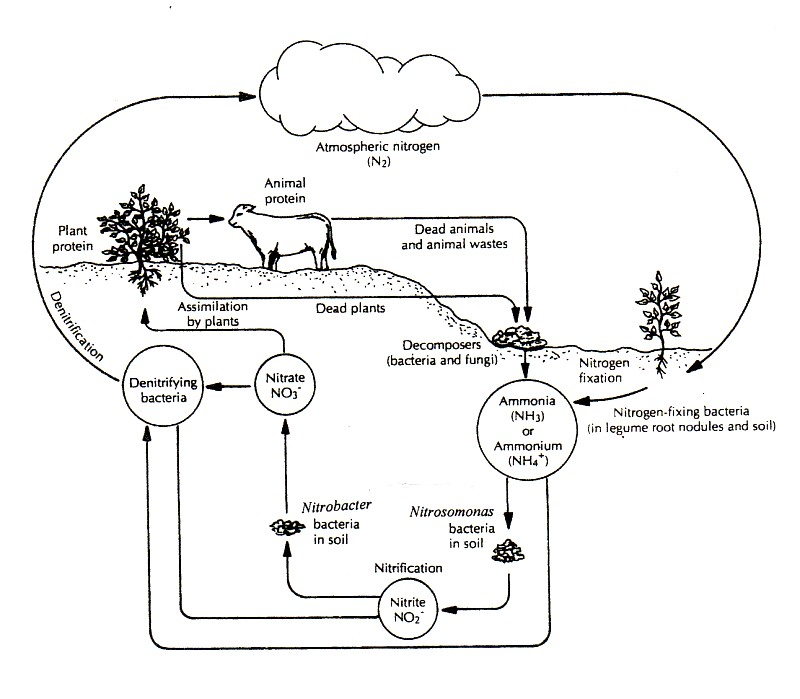 Atmospheric nitrogen
(N₂)
Animal
protein
Plant
protein
Dead animals
and animal wastes
Assimilation
by plants
Dead plants
Denitrification
Decomposers
(bacteria and fungi)
Nitrogen
fixation
Denitrifying
bacteria
Nitrate
NO₃⁻
Ammonia
(NH₃)
or
Ammonium
(NH₄⁺)
Nitrogen-fixing bacteria
(in legume root nodules and soil)
Nitrobacter
bacteria
in soil
Nitrosomonas
bacteria
in soil
Nitrification
Nitrite
NO₂⁻